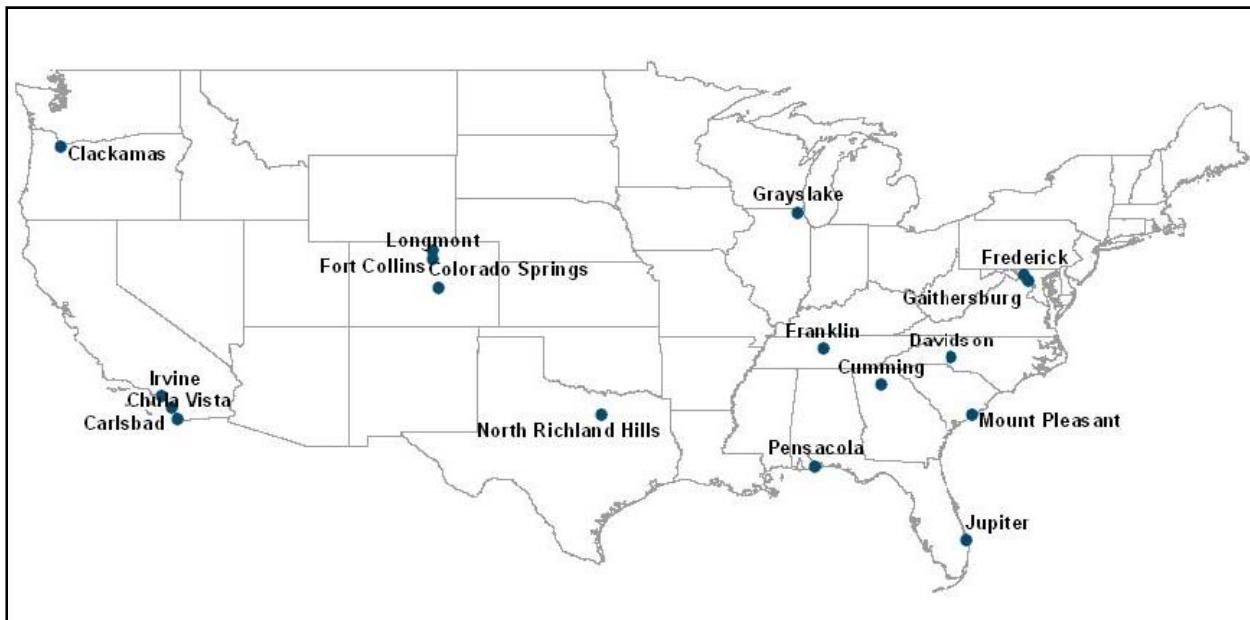 Clackamas
Grayslake
Longmont
Fort Collins
Colorado Springs
Frederick
Gaithersburg
Franklin
Davidson
Cumming
Irvine
Chula Vista
Carlsbad
North Richland Hills
Mount Pleasant
Pensacola
Jupiter